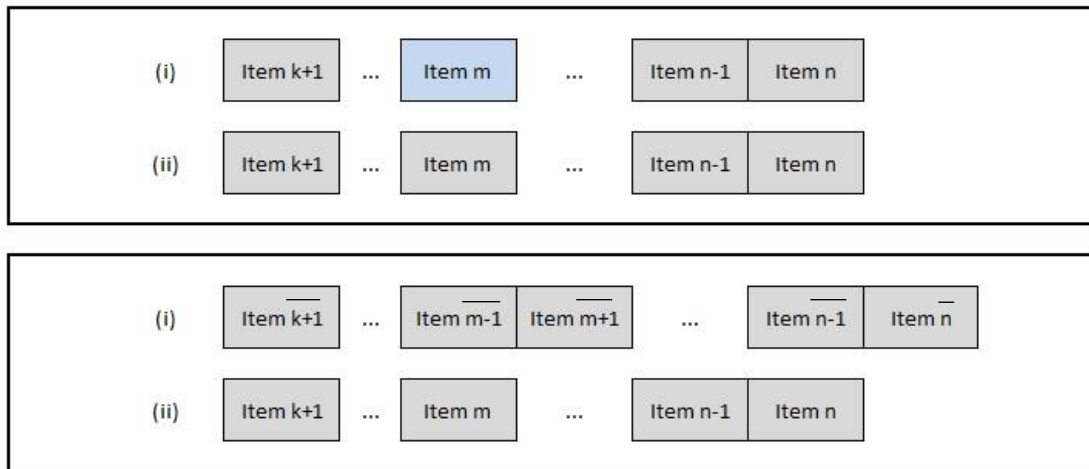 (i) Item k+1 ... Item m ... Item n-1 Item n
(ii) Item k+1 ... Item m ... Item n-1 Item n
(i) Item k̅+̅1̅ ... Item m̅-̅1̅ Item m̅+̅1̅ ... Item n̅-̅1̅ Item n̅
(ii) Item k+1 ... Item m ... Item n-1 Item n